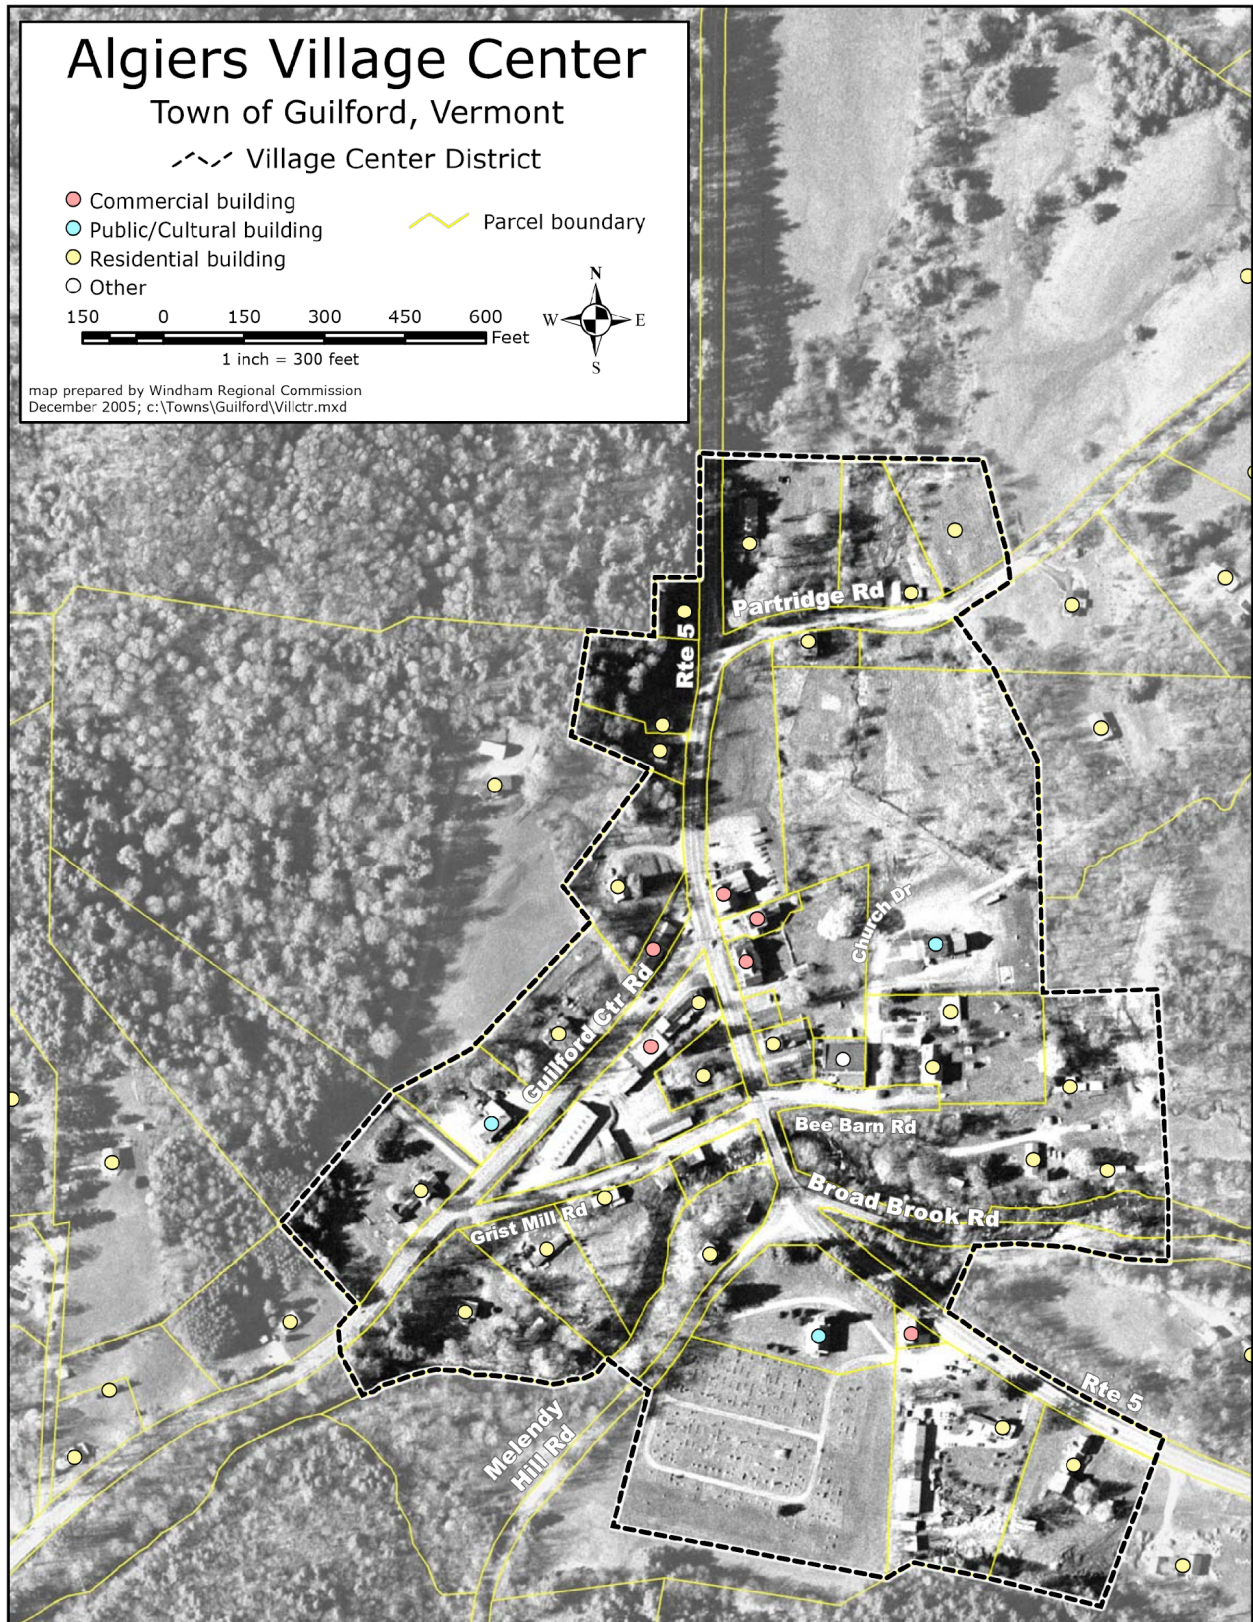 Algiers Village Center
Town of Guilford, Vermont
Village Center District
Commercial building
Public/Cultural building
Residential building
Other
Parcel boundary
150 0 150 300 450 600
Feet
1 inch = 300 feet
N
W E
S
map prepared by Windham Regional Commission
December 2005; c:\Towns\Guilford\Villctr.mxd
Partridge Rd
Rte 5
Church Dr
Guilford Ctr Rd
Bee Barn Rd
Broad Brook Rd
Grist Mill Rd
Rte 5
Melendy
Hill Rd